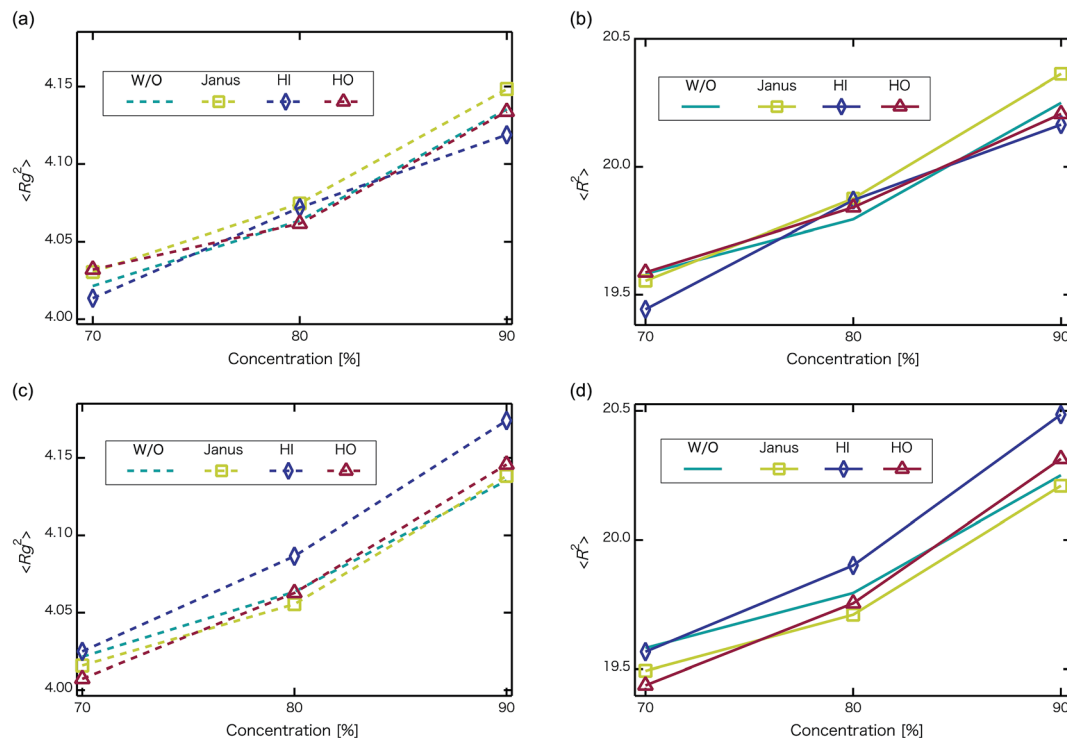 (a)
<Rg²>
4.15
4.10
4.05
4.00
W/O Janus HI HO
70 80 90
Concentration [%]
(b)
<R²>
20.5
20.0
19.5
W/O Janus HI HO
70 80 90
Concentration [%]
(c)
<Rg²>
4.15
4.10
4.05
4.00
W/O Janus HI HO
70 80 90
Concentration [%]
(d)
<R²>
20.5
20.0
19.5
W/O Janus HI HO
70 80 90
Concentration [%]